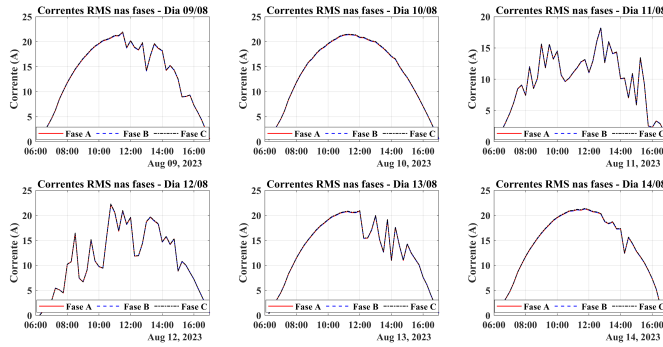 Correntes RMS nas fases - Dia 09/08
Correntes RMS nas fases - Dia 10/08
Correntes RMS nas fases - Dia 11/08
Corrente (A)
25
20
15
10
5
0
Fase A
Fase B
Fase C
06:00 08:00 10:00 12:00 14:00 16:00
Aug 09, 2023
Corrente (A)
25
20
15
10
5
0
Fase A
Fase B
Fase C
06:00 08:00 10:00 12:00 14:00 16:00
Aug 10, 2023
Corrente (A)
20
15
10
5
0
Fase A
Fase B
Fase C
06:00 08:00 10:00 12:00 14:00 16:00
Aug 11, 2023
Correntes RMS nas fases - Dia 12/08
Correntes RMS nas fases - Dia 13/08
Correntes RMS nas fases - Dia 14/08
Corrente (A)
25
20
15
10
5
0
Fase A
Fase B
Fase C
06:00 08:00 10:00 12:00 14:00 16:00
Aug 12, 2023
Corrente (A)
25
20
15
10
5
0
Fase A
Fase B
Fase C
06:00 08:00 10:00 12:00 14:00 16:00
Aug 13, 2023
Corrente (A)
25
20
15
10
5
0
Fase A
Fase B
Fase C
06:00 08:00 10:00 12:00 14:00 16:00
Aug 14, 2023